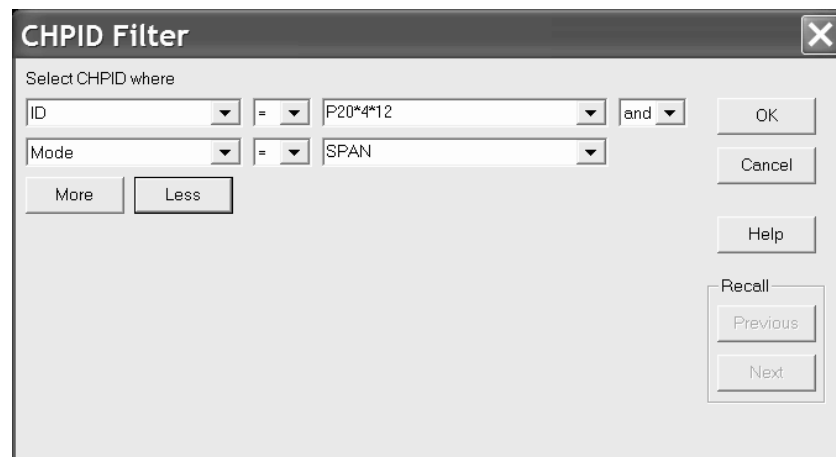 CHPID Filter
Select CHPID where
ID = P20*4*12 and
Mode = SPAN
More Less
OK
Cancel
Help
Recall
Previous
Next